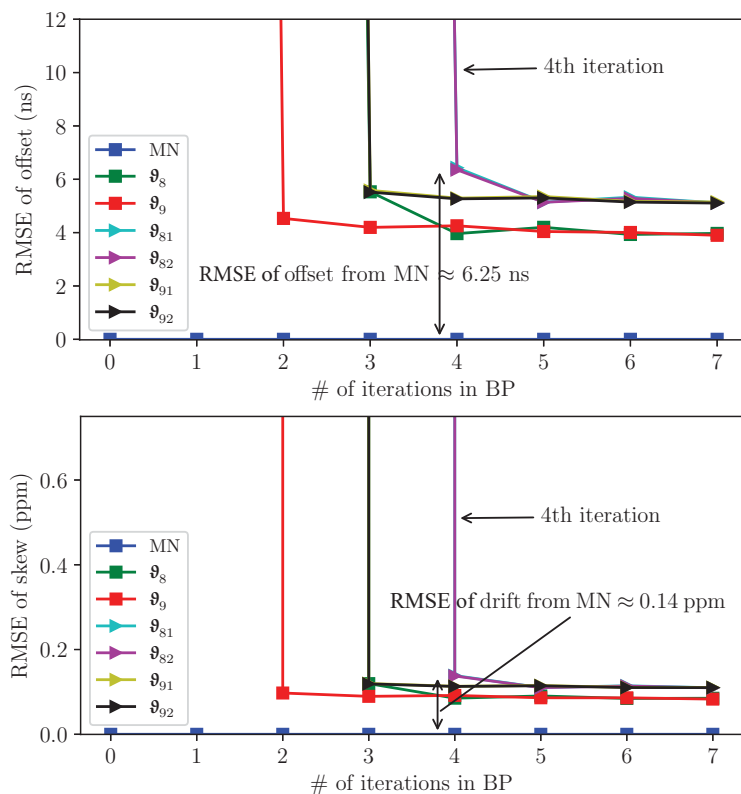 12
10
8
6
4
2
0
RMSE of offset (ns)
4th iteration
MN
ϑ₈
ϑ₉
ϑ₈₁
ϑ₈₂
ϑ₉₁
ϑ₉₂
RMSE of offset from MN ≈ 6.25 ns
0 1 2 3 4 5 6 7
# of iterations in BP
0.6
0.4
0.2
0.0
RMSE of skew (ppm)
4th iteration
MN
ϑ₈
ϑ₉
ϑ₈₁
ϑ₈₂
ϑ₉₁
ϑ₉₂
RMSE of drift from MN ≈ 0.14 ppm
0 1 2 3 4 5 6 7
# of iterations in BP